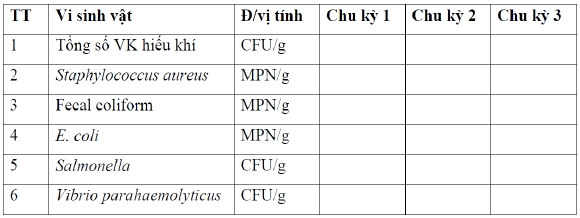 TT Vi sinh vật Đ/vị tính Chu kỳ 1 Chu kỳ 2 Chu kỳ 3
1 Tổng số VK hiếu khí CFU/g
2 Staphylococcus aureus MPN/g
3 Fecal coliform MPN/g
4 E. coli MPN/g
5 Salmonella CFU/g
6 Vibrio parahaemolyticus CFU/g